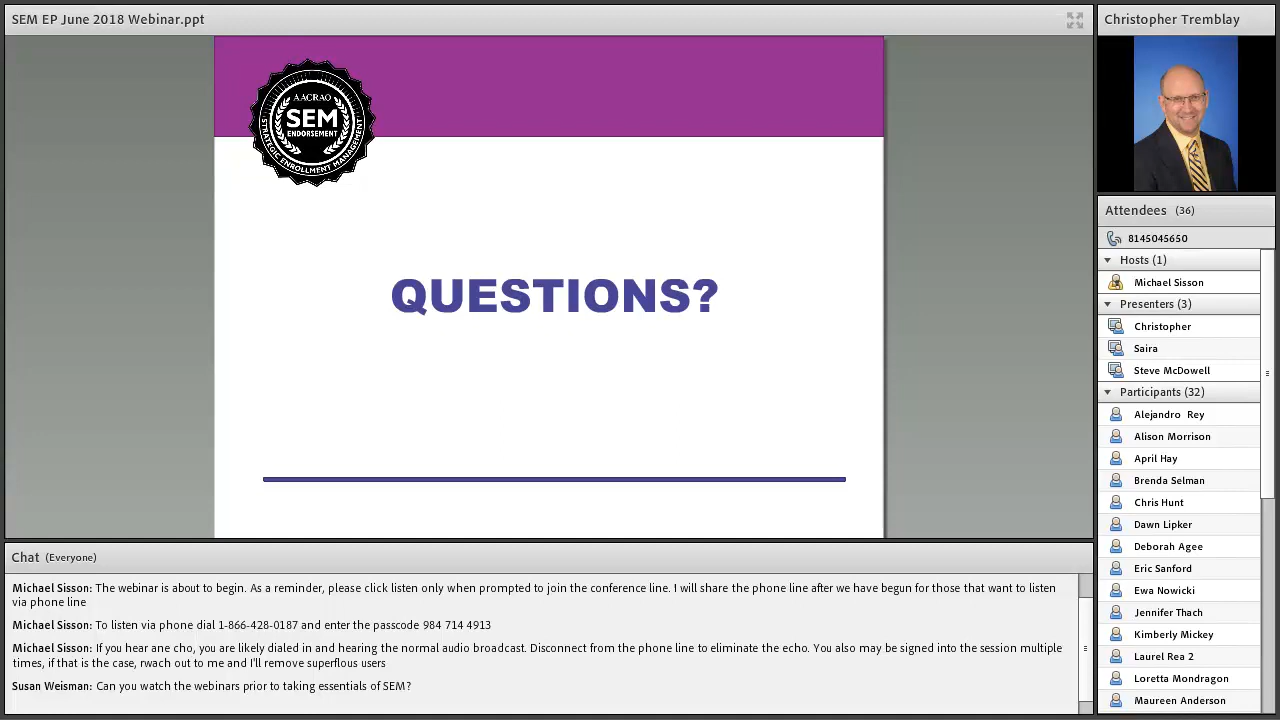 SEM EP June 2018 Webinar.ppt
AACRAO
SEM
ENDORSEMENT
STRATEGIC ENROLLMENT MANAGEMENT
QUESTIONS?
Chat (Everyone)
Michael Sisson: The webinar is about to begin. As a reminder, please click listen only when prompted to join the conference line. I will share the phone line after we have begun for those that want to listen
via phone line
Michael Sisson: To listen via phone dial 1-866-428-0187 and enter the passcode 984 714 4913
Michael Sisson: If you hear ane cho, you are likely dialed in and hearing the normal audio broadcast. Disconnect from the phone line to eliminate the echo. You also may be signed into the session multiple
times, if that is the case, rwach out to me and I'll remove superflous users
Susan Weisman: Can you watch the webinars prior to taking essentials of SEM?
Christopher Tremblay
Attendees (36)
8145045650
Hosts (1)
Michael Sisson
Presenters (3)
Christopher
Saira
Steve McDowell
Participants (32)
Alejandro Rey
Alison Morrison
April Hay
Brenda Selman
Chris Hunt
Dawn Lipker
Deborah Agee
Eric Sanford
Ewa Nowicki
Jennifer Thach
Kimberly Mickey
Laurel Rea 2
Loretta Mondragon
Maureen Anderson